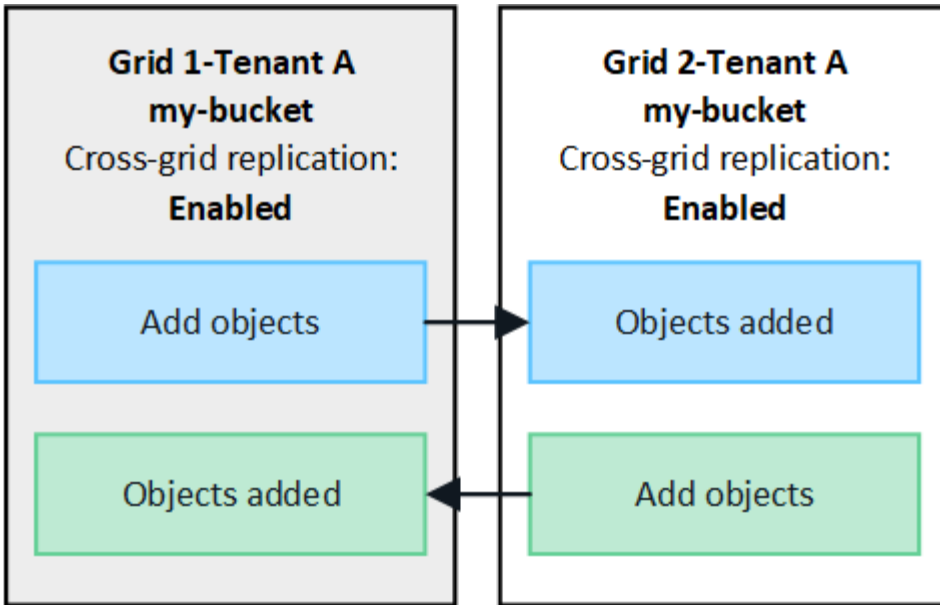 Grid 1-Tenant A
my-bucket
Cross-grid replication:
Enabled
Add objects
Objects added
Grid 2-Tenant A
my-bucket
Cross-grid replication:
Enabled
Objects added
Add objects